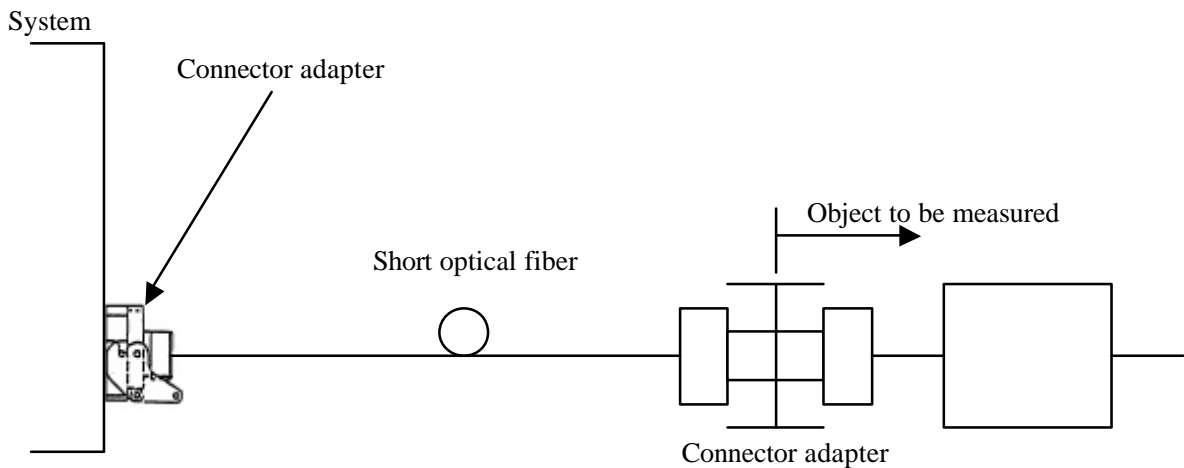 System
Connector adapter
Object to be measured
Short optical fiber
Connector adapter